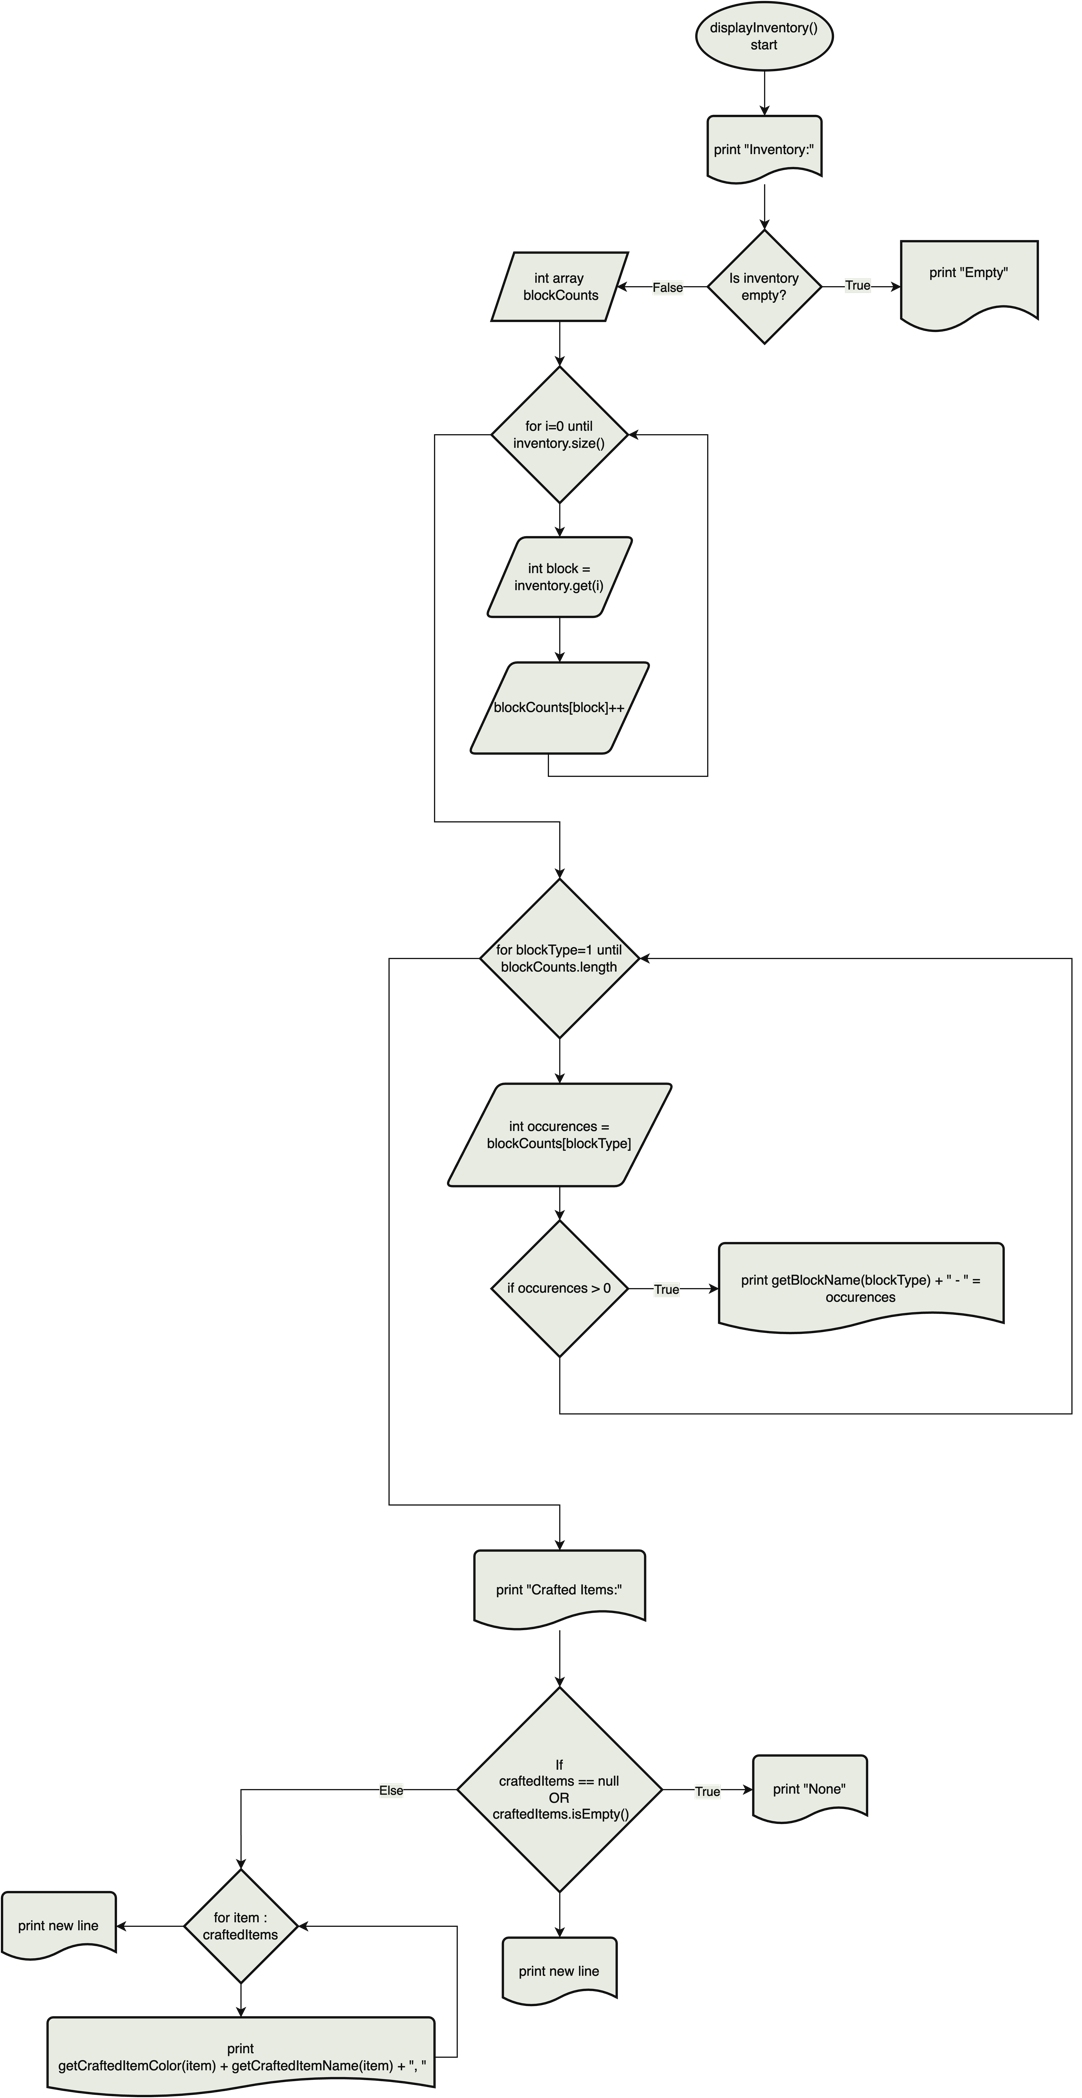 displayInventory()
start
print "Inventory:"
Is inventory
empty?
True
print "Empty"
False
int array
blockCounts
for i=0 until
inventory.size()
int block =
inventory.get(i)
blockCounts[block]++
for blockType=1 until
blockCounts.length
int occurences =
blockCounts[blockType]
if occurences > 0
True
print getBlockName(blockType) + " - " =
occurences
print "Crafted Items:"
If
craftedItems == null
OR
craftedItems.isEmpty()
True
print "None"
Else
for item :
craftedItems
print new line
print new line
print
getCraftedItemColor(item) + getCraftedItemName(item) + ", "